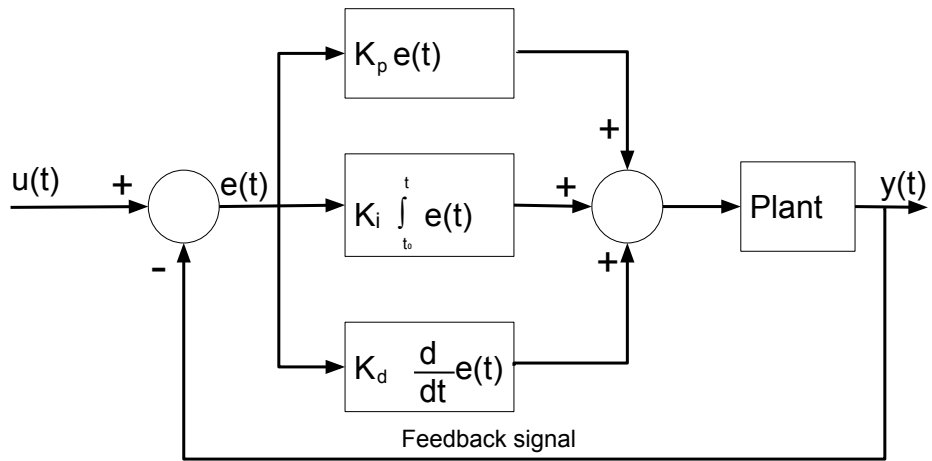 K_p e(t)
+
u(t)
+
e(t)
-
t
K_i ∫ e(t)
t₀
+
+
Plant
y(t)
K_d d/dt e(t)
Feedback signal